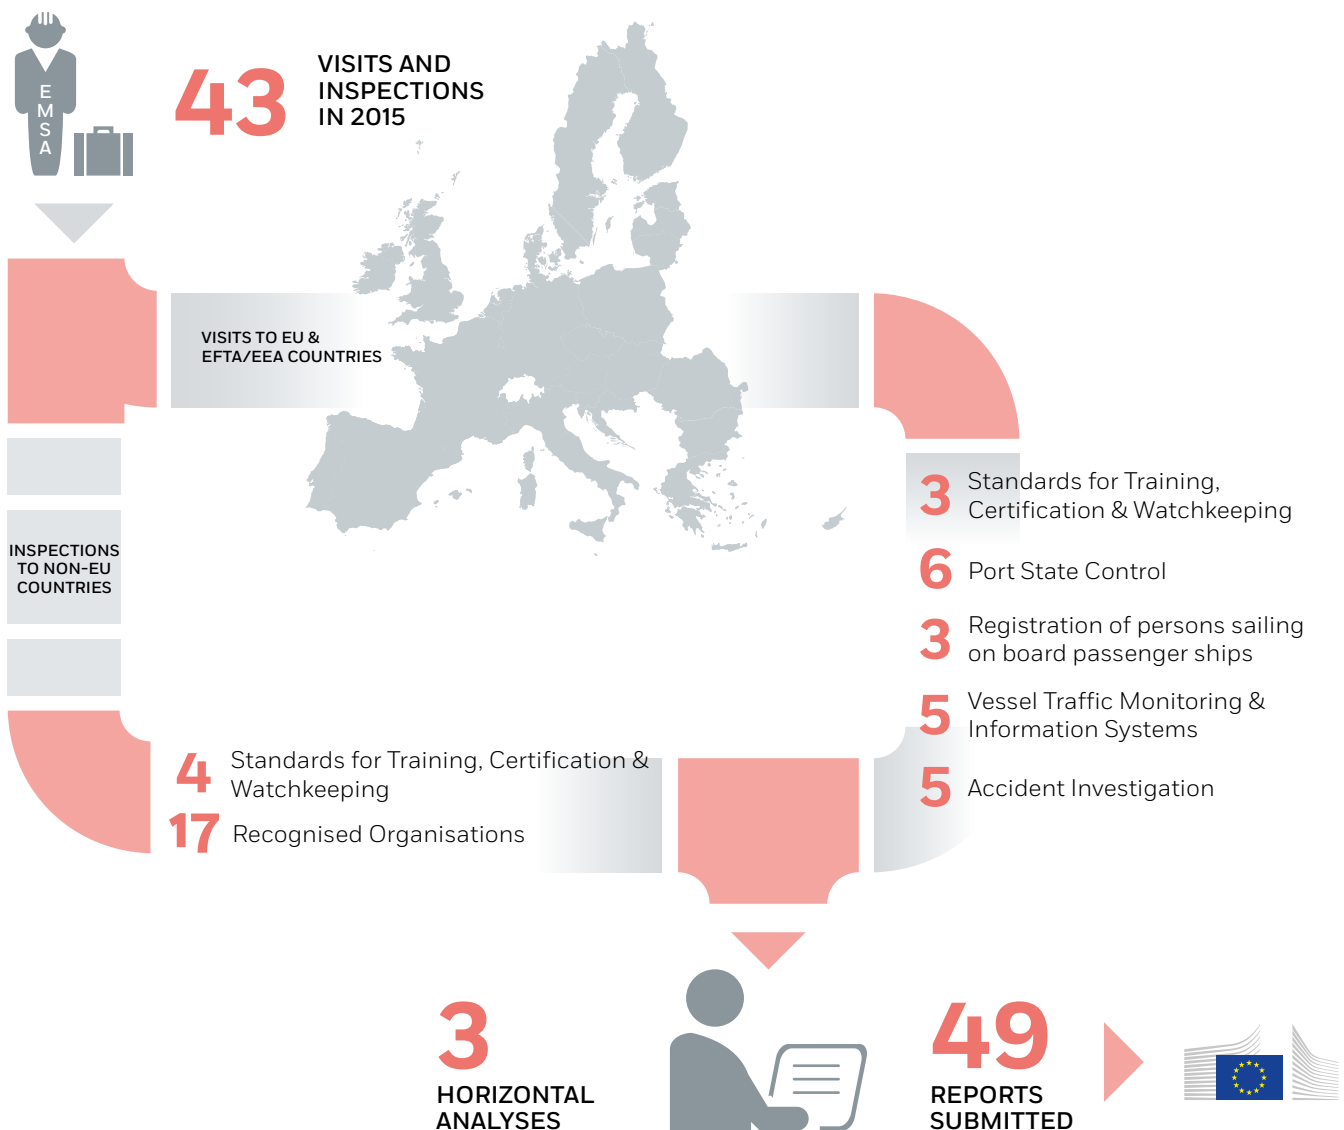 E
M
S
A
43
VISITS AND
INSPECTIONS
IN 2015
VISITS TO EU &
EFTA/EEA COUNTRIES
INSPECTIONS
TO NON-EU
COUNTRIES
3
Standards for Training,
Certification & Watchkeeping
6
Port State Control
3
Registration of persons sailing
on board passenger ships
5
Vessel Traffic Monitoring &
Information Systems
5
Accident Investigation
4
Standards for Training, Certification &
Watchkeeping
17
Recognised Organisations
3
HORIZONTAL
ANALYSES
49
REPORTS
SUBMITTED